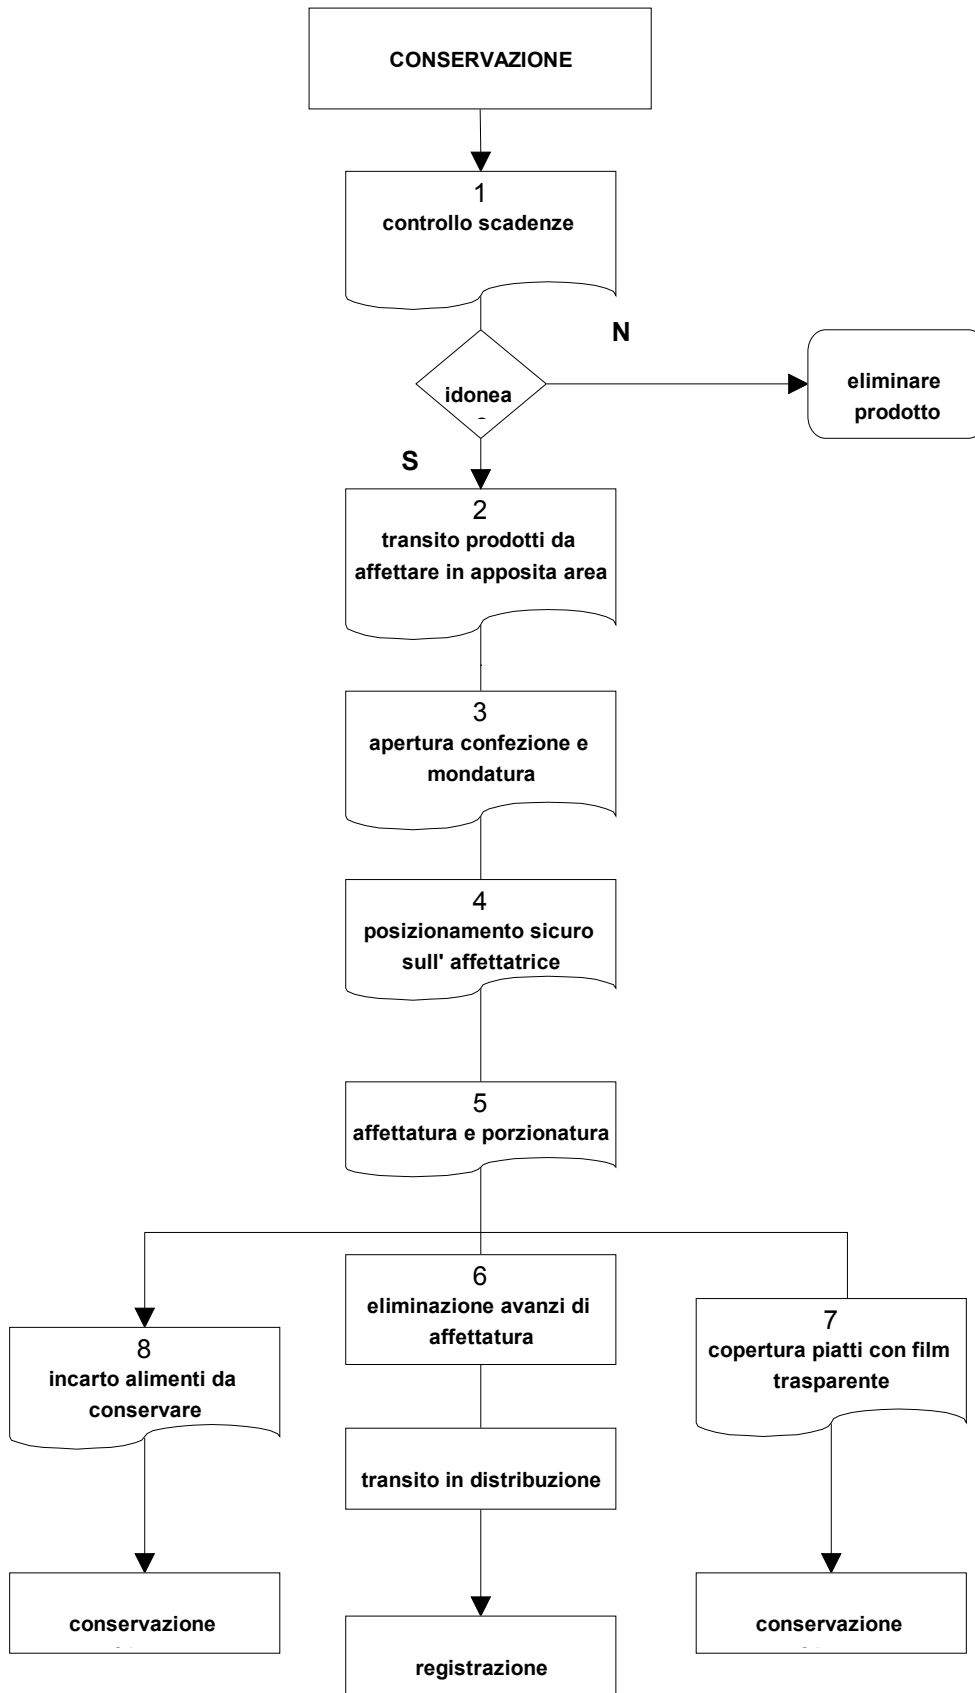 CONSERVAZIONE
1
controllo scadenze
N
idonea
eliminare
prodotto
S
2
transito prodotti da
affettare in apposita area
3
apertura confezione e
mondatura
4
posizionamento sicuro
sull' affettatrice
5
affettatura e porzionatura
6
eliminazione avanzi di
affettatura
7
copertura piatti con film
trasparente
8
incarto alimenti da
conservare
transito in distribuzione
conservazione
conservazione
registrazione